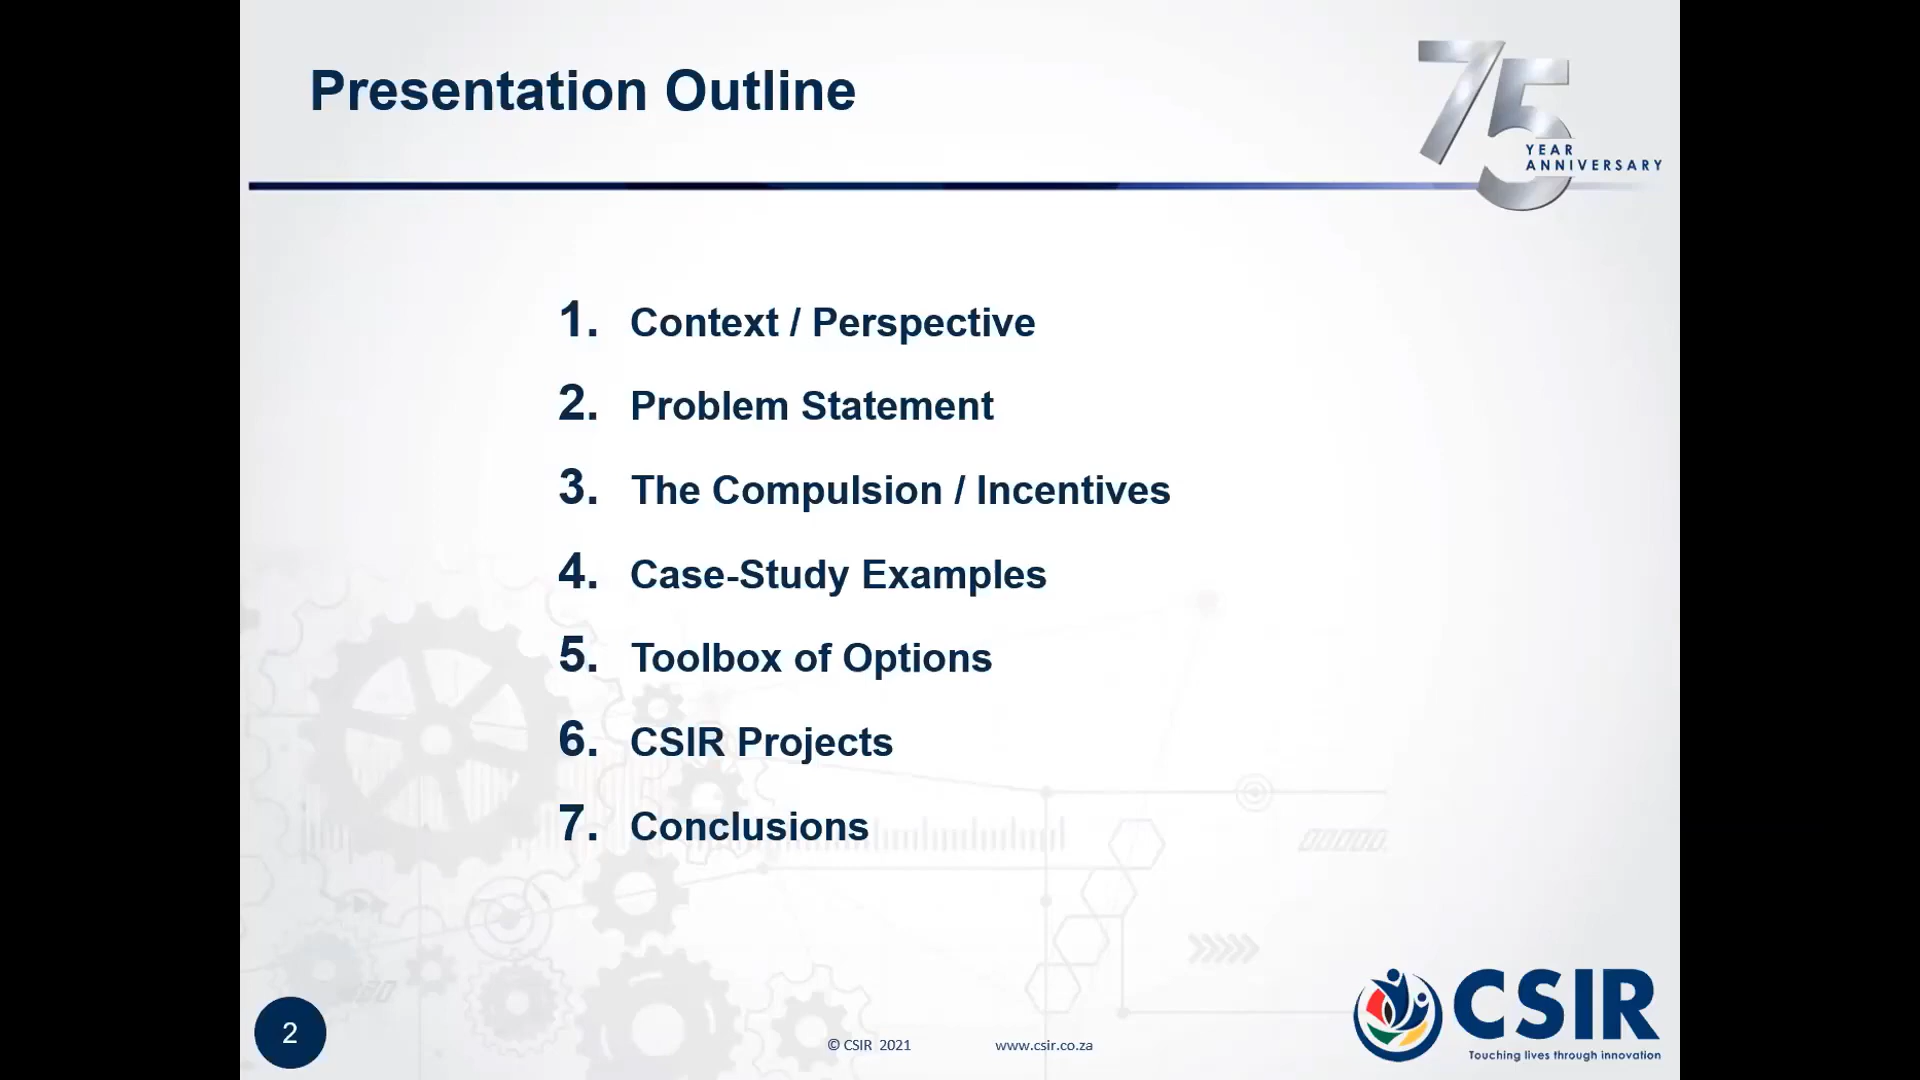 Presentation Outline
75
YEAR
ANNIVERSARY
1. Context / Perspective
2. Problem Statement
3. The Compulsion / Incentives
4. Case-Study Examples
5. Toolbox of Options
6. CSIR Projects
7. Conclusions
2
© CSIR 2021
www.csir.co.za
CSIR
Touching lives through innovation